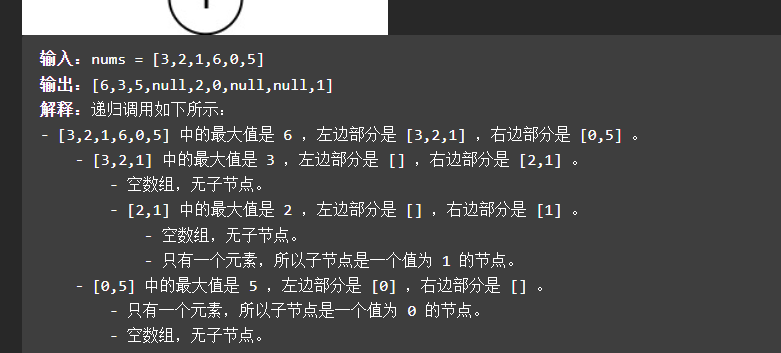 输入：nums = [3,2,1,6,0,5]
输出：[6,3,5,null,2,0,null,null,1]
解释：递归调用如下所示：
- [3,2,1,6,0,5] 中的最大值是 6 ，左边部分是 [3,2,1] ，右边部分是 [0,5] 。
- [3,2,1] 中的最大值是 3 ，左边部分是 [] ，右边部分是 [2,1] 。
- 空数组，无子节点。
- [2,1] 中的最大值是 2 ，左边部分是 [] ，右边部分是 [1] 。
- 空数组，无子节点。
- 只有一个元素，所以子节点是一个值为 1 的节点。
- [0,5] 中的最大值是 5 ，左边部分是 [0] ，右边部分是 [] 。
- 只有一个元素，所以子节点是一个值为 0 的节点。
- 空数组，无子节点。